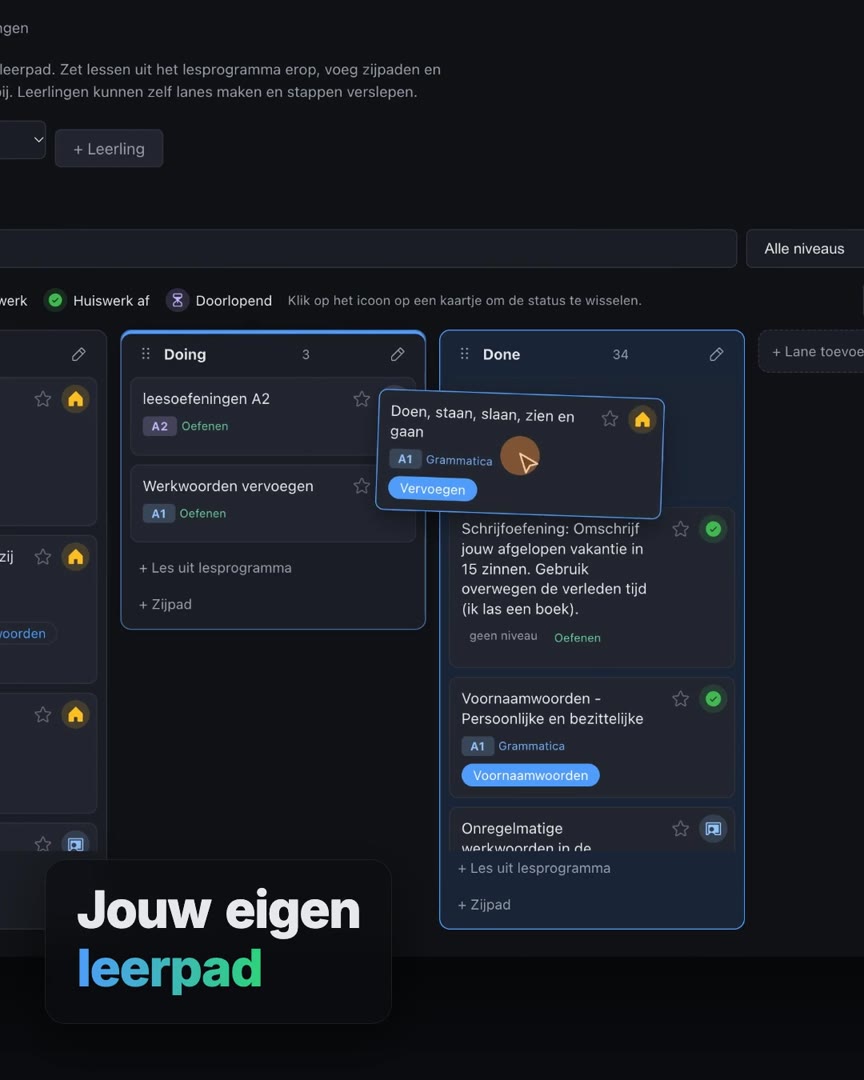 ngen
leerpad. Zet lessen uit het lesprogramma erop, voeg zijpaden en
ij. Leerlingen kunnen zelf lanes maken en stappen verslepen.
+ Leerling
Alle niveaus
werk
Huiswerk af
Doorlopend
Klik op het icoon op een kaartje om de status te wisselen.
zij
woorden
Doing
3
leesoefeningen A2
A2 Oefenen
Werkwoorden vervoegen
A1 Oefenen
+ Les uit lesprogramma
+ Zijpad
Done
34
Doen, staan, slaan, zien en
gaan
A1 Grammatica
Vervoegen
Schrijfoefening: Omschrijf
jouw afgelopen vakantie in
15 zinnen. Gebruik
overwegen de verleden tijd
(ik las een boek).
geen niveau Oefenen
Voornaamwoorden -
Persoonlijke en bezittelijke
A1 Grammatica
Voornaamwoorden
Onregelmatige
werkwoorden in de
+ Les uit lesprogramma
+ Zijpad
+ Lane toevoe
Jouw eigen
leerpad